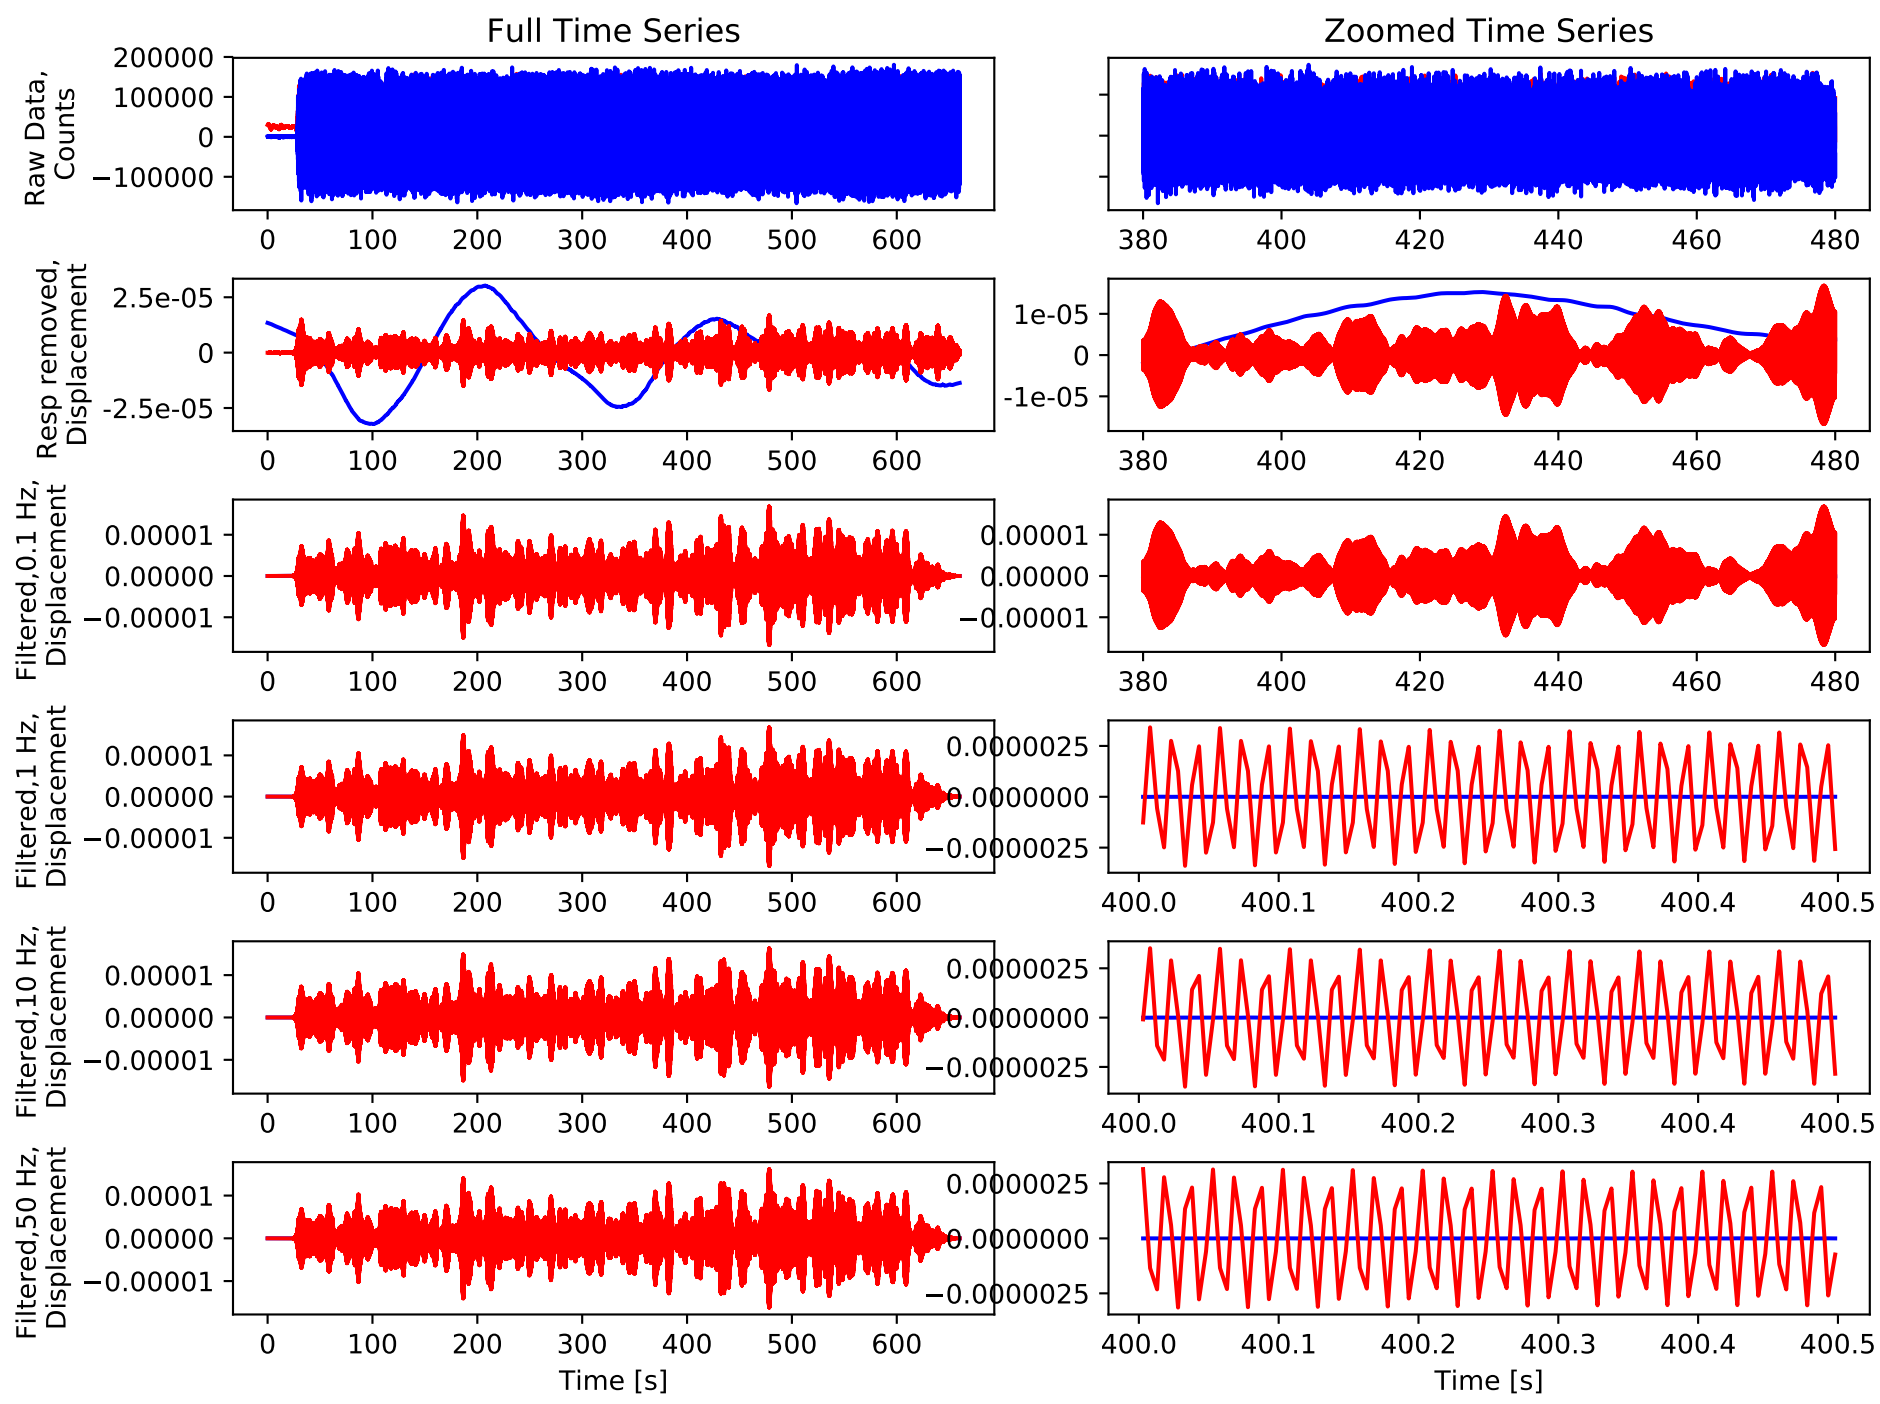 Full Time Series
Zoomed Time Series
Raw Data,
Counts
200000
100000
0
−100000
0 100 200 300 400 500 600
380 400 420 440 460 480
Resp removed,
Displacement
2.5e-05
0
-2.5e-05
0 100 200 300 400 500 600
1e-05
0
-1e-05
380 400 420 440 460 480
Filtered,0.1 Hz,
Displacement
0.00001
0.00000
−0.00001
0 100 200 300 400 500 600
0.00001
0.00000
−0.00001
380 400 420 440 460 480
Filtered,1 Hz,
Displacement
0.00001
0.00000
−0.00001
0 100 200 300 400 500 600
0.0000025
0.0000000
−0.0000025
400.0 400.1 400.2 400.3 400.4 400.5
Filtered,10 Hz,
Displacement
0.00001
0.00000
−0.00001
0 100 200 300 400 500 600
0.0000025
0.0000000
−0.0000025
400.0 400.1 400.2 400.3 400.4 400.5
Filtered,50 Hz,
Displacement
0.00001
0.00000
−0.00001
0 100 200 300 400 500 600
Time [s]
0.0000025
0.0000000
−0.0000025
400.0 400.1 400.2 400.3 400.4 400.5
Time [s]